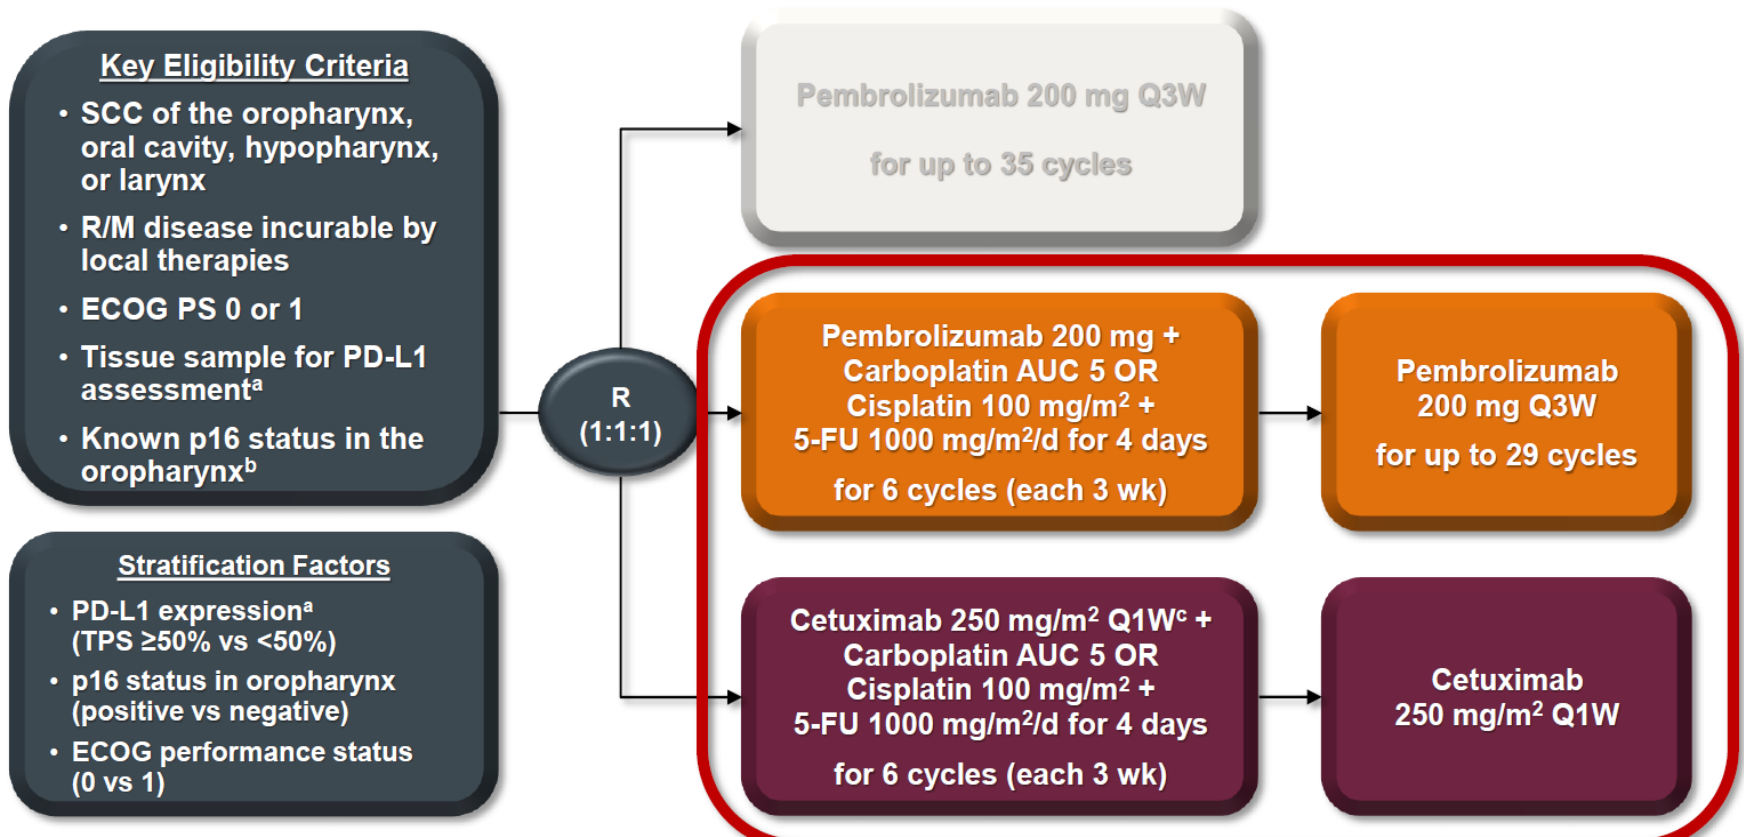 Key Eligibility Criteria
• SCC of the oropharynx,
oral cavity, hypopharynx,
or larynx
• R/M disease incurable by
local therapies
• ECOG PS 0 or 1
• Tissue sample for PD-L1
assessmentᵃ
• Known p16 status in the
oropharynxᵇ
Stratification Factors
• PD-L1 expressionᵃ
(TPS ≥50% vs <50%)
• p16 status in oropharynx
(positive vs negative)
• ECOG performance status
(0 vs 1)
R
(1:1:1)
Pembrolizumab 200 mg Q3W
for up to 35 cycles
Pembrolizumab 200 mg +
Carboplatin AUC 5 OR
Cisplatin 100 mg/m² +
5-FU 1000 mg/m²/d for 4 days
for 6 cycles (each 3 wk)
Pembrolizumab
200 mg Q3W
for up to 29 cycles
Cetuximab 250 mg/m² Q1Wᶜ +
Carboplatin AUC 5 OR
Cisplatin 100 mg/m² +
5-FU 1000 mg/m²/d for 4 days
for 6 cycles (each 3 wk)
Cetuximab
250 mg/m² Q1W